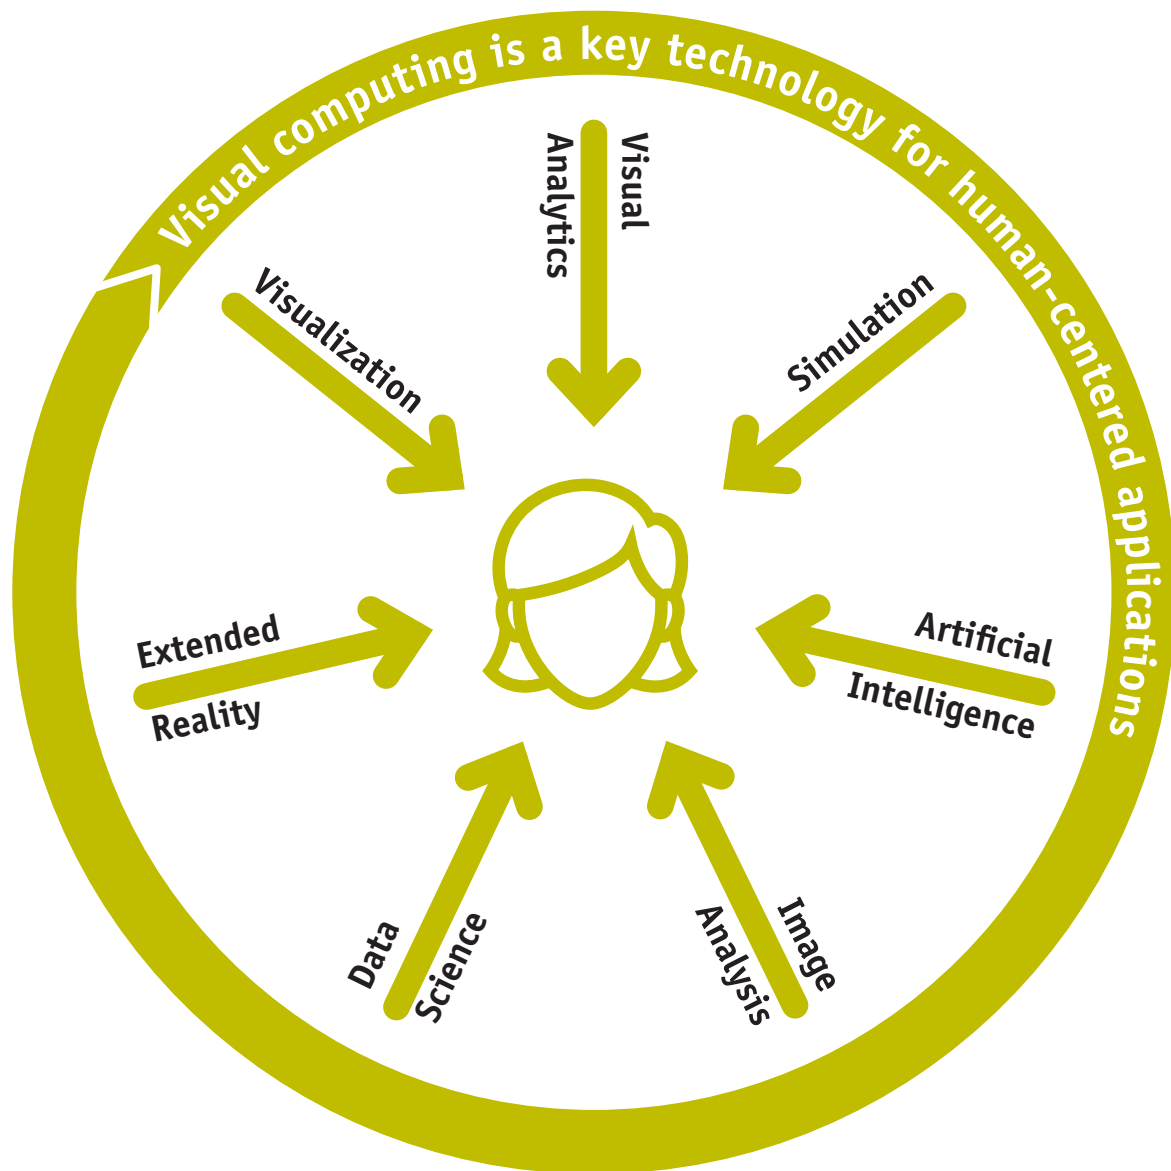 Visual computing is a key technology for human-centered applications
Visual
Analytics
Simulation
Artificial
Intelligence
Image
Analysis
Data
Science
Extended
Reality
Visualization